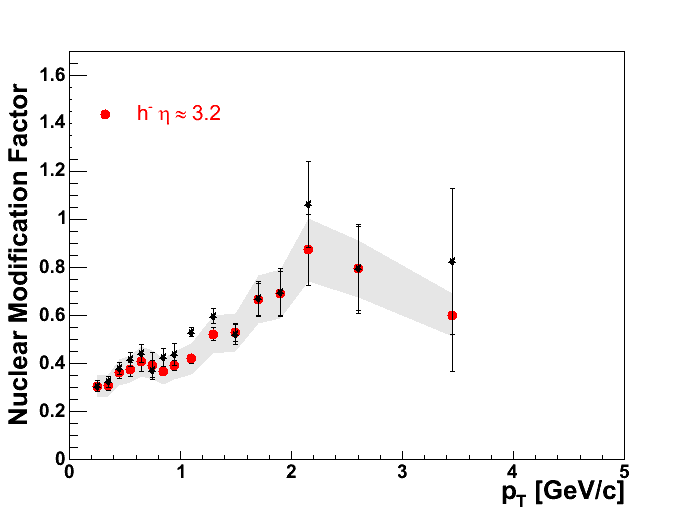 Nuclear Modification Factor
1.6
1.4
1.2
1
0.8
0.6
0.4
0.2
0
h⁻ η ≈ 3.2
0 1 2 3 4 5
p_T [GeV/c]